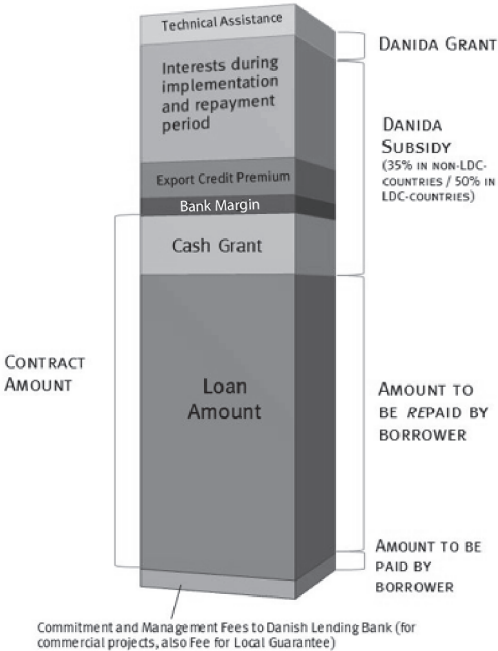 Technical Assistance
DANIDA GRANT
Interests during
implementation
and repayment
period
DANIDA
SUBSIDY
(35% IN NON-LDC-
COUNTRIES / 50% IN
LDC-COUNTRIES)
Export Credit Premium
Bank Margin
Cash Grant
CONTRACT
AMOUNT
Loan
Amount
AMOUNT TO
BE REPAID BY
BORROWER
AMOUNT TO BE
PAID BY
BORROWER
Commitment and Management Fees to Danish Lending Bank (for
commercial projects, also Fee for Local Guarantee)